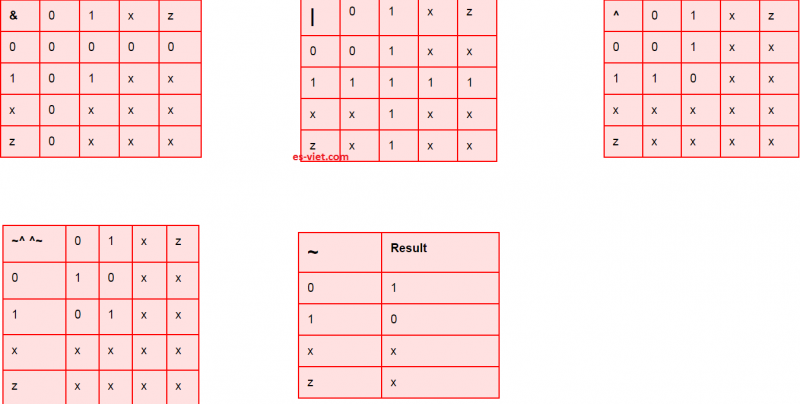 & 0 1 x z
0 0 0 0 0
1 0 1 x x
x 0 x x x
z 0 x x x
| 0 1 x z
0 0 1 x x
1 1 1 1 1
x x 1 x x
z x 1 x x
es-viet.com
^ 0 1 x z
0 0 1 x x
1 1 0 x x
x x x x x
z x x x x
~^ ^~ 0 1 x z
0 1 0 x x
1 0 1 x x
x x x x x
z x x x x
~ Result
0 1
1 0
x x
z x